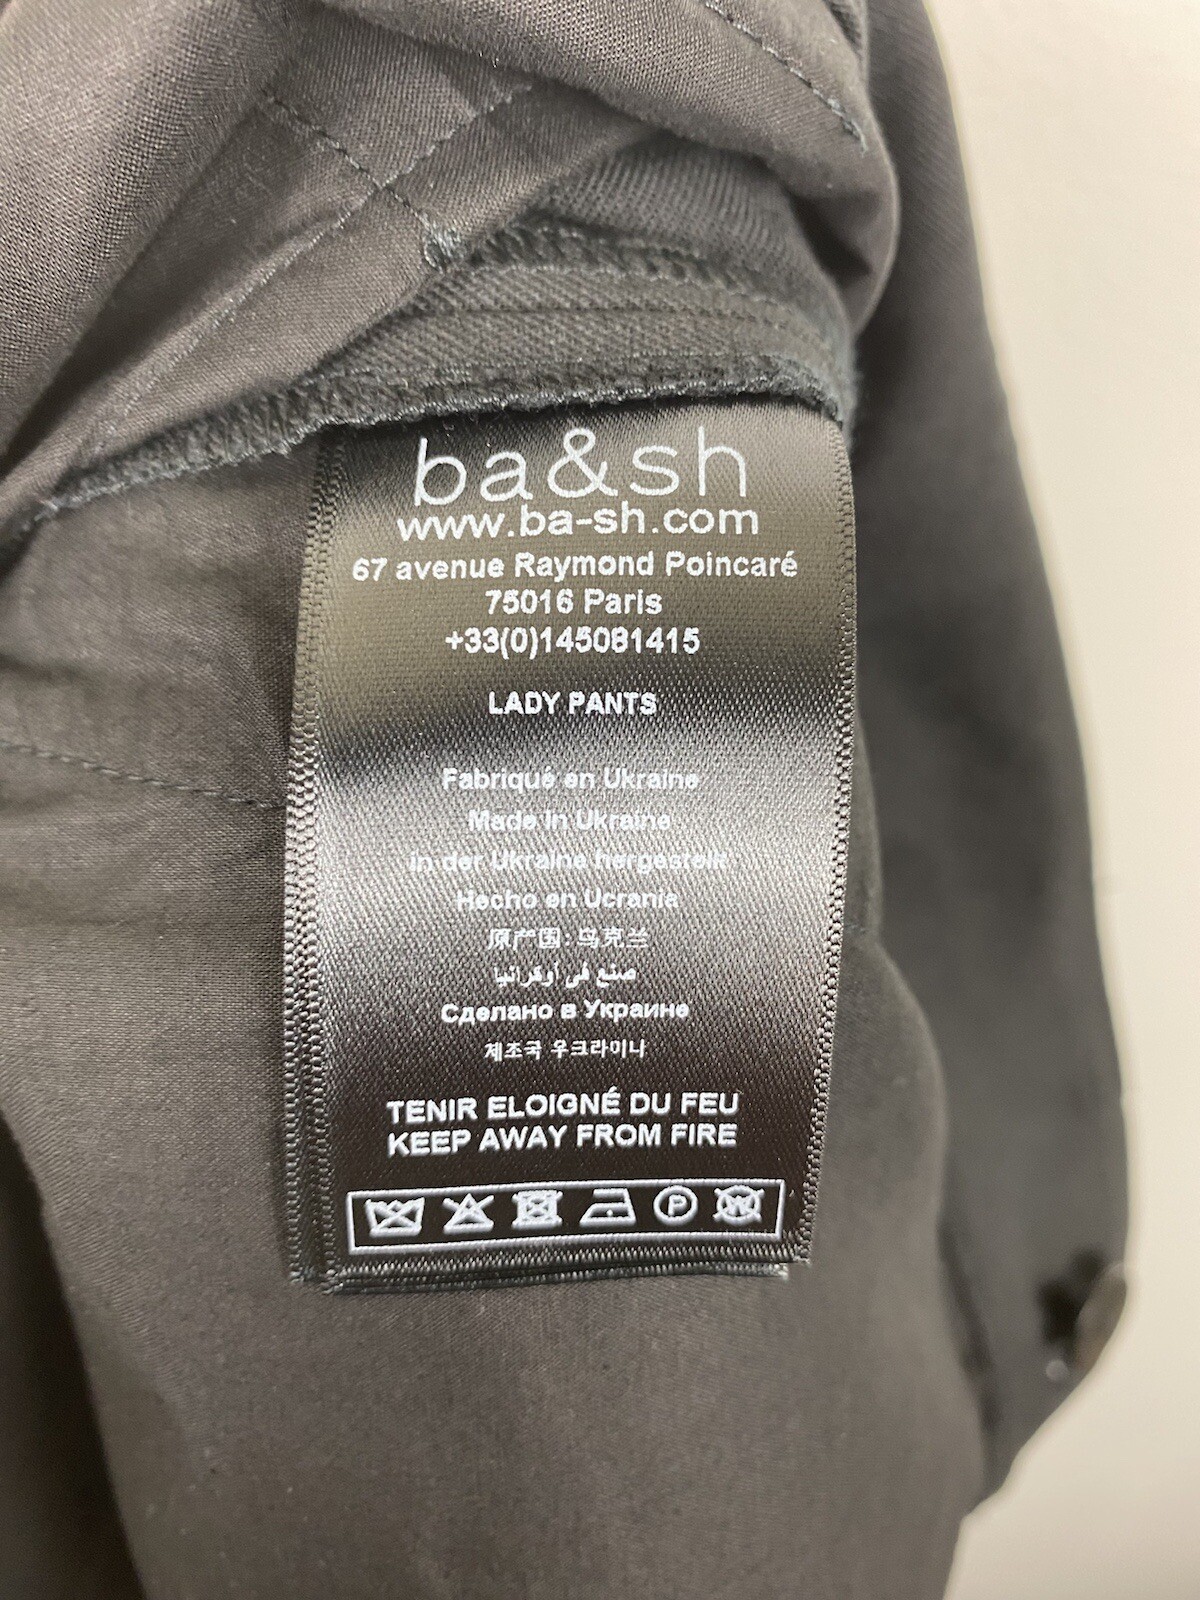 ba&sh
www.ba-sh.com
67 avenue Raymond Poincaré
75016 Paris
+33(0)145081415
LADY PANTS
Fabriqué en Ukraine
Made in Ukraine
in der Ukraine hergestellt
Hecho en Ucrania
原产国:乌克兰
صنع في أوكرانيا
Сделано в Украине
제조국 우크라이나
TENIR ELOIGNÉ DU FEU
KEEP AWAY FROM FIRE
P W